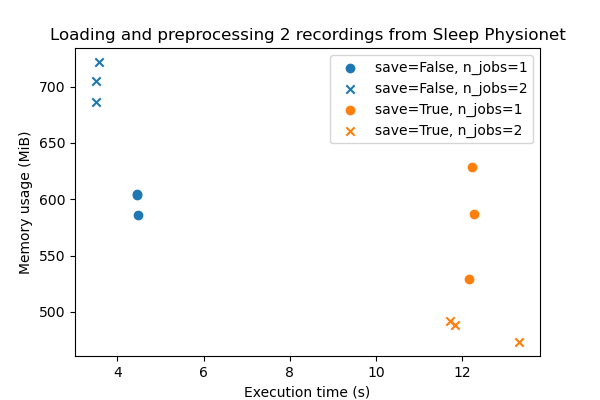 Loading and preprocessing 2 recordings from Sleep Physionet
save=False, n_jobs=1
save=False, n_jobs=2
save=True, n_jobs=1
save=True, n_jobs=2
700
650
600
550
500
Memory usage (MiB)
4 6 8 10 12
Execution time (s)